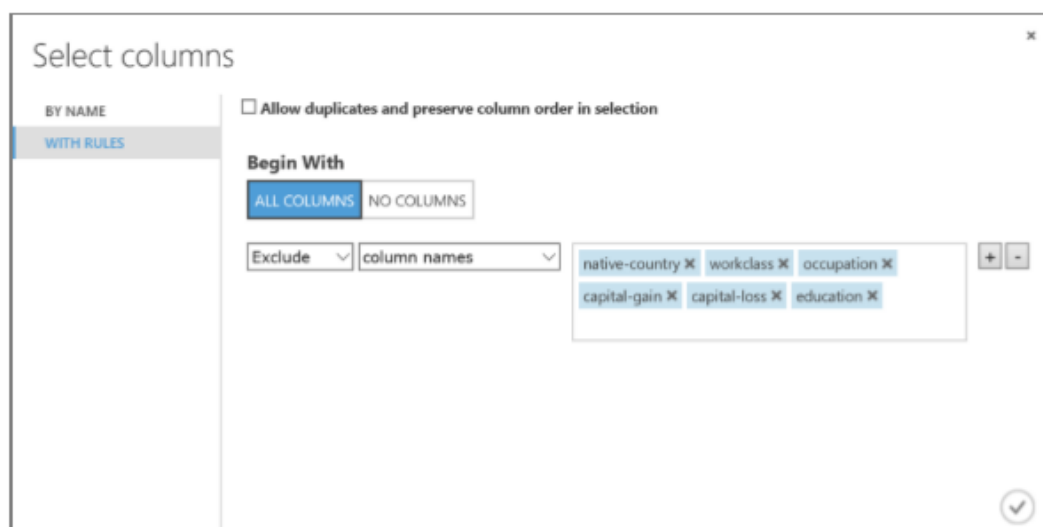 Select columns
BY NAME
WITH RULES
Allow duplicates and preserve column order in selection
Begin With
ALL COLUMNS NO COLUMNS
Exclude column names
native-country workclass occupation
capital-gain capital-loss education
+ -